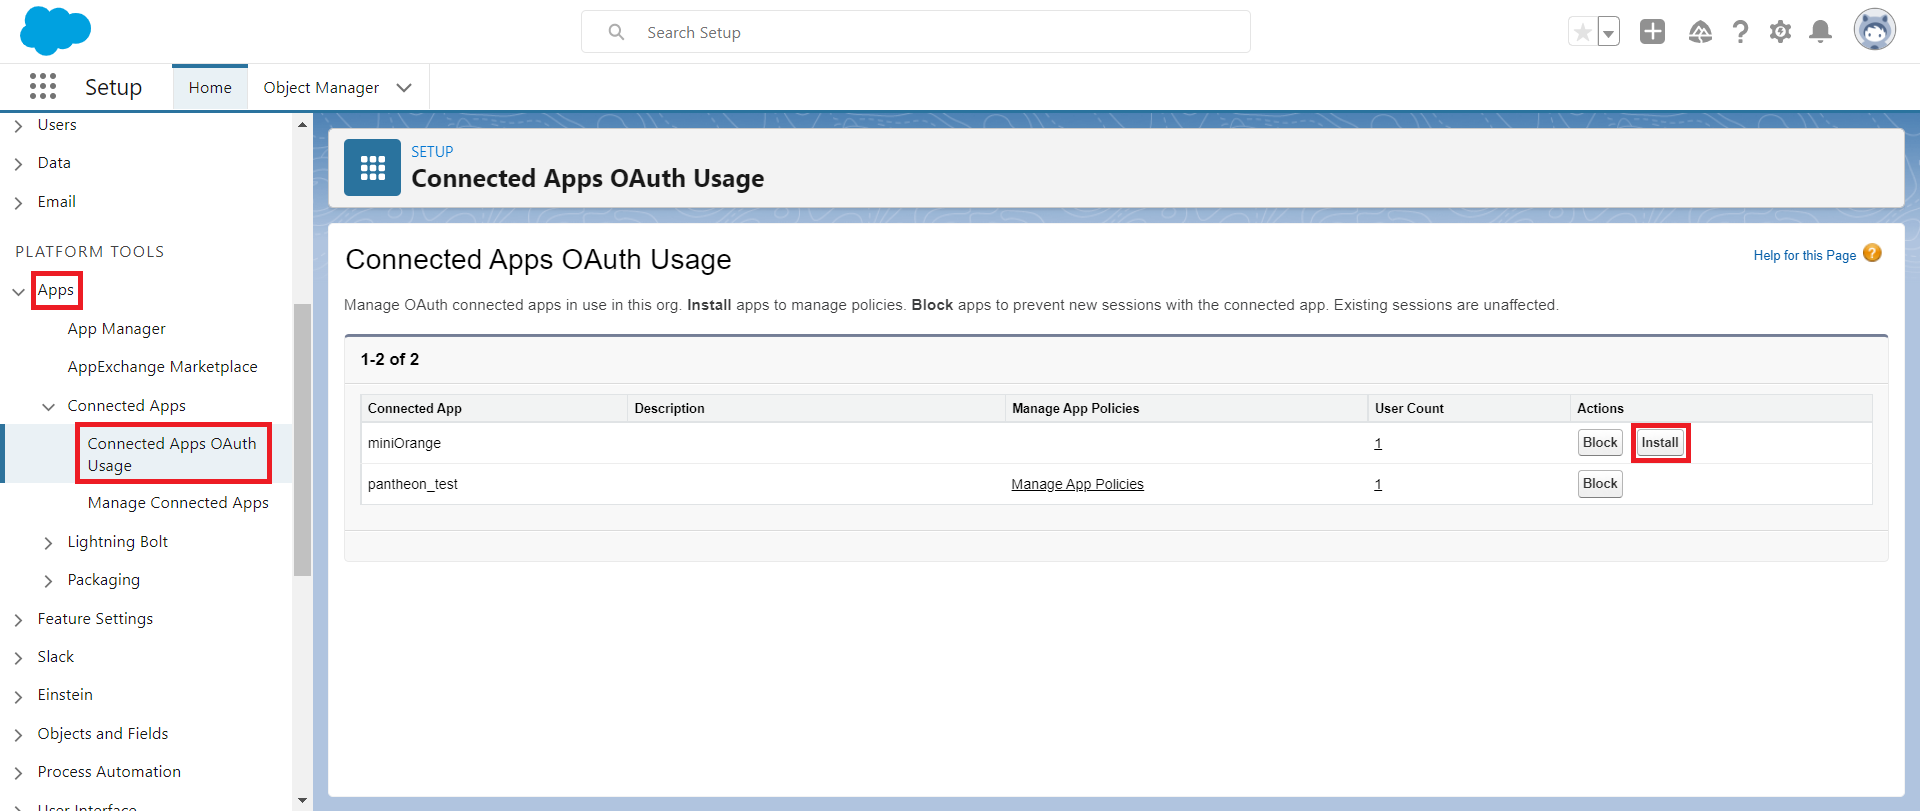 Search Setup
Setup
Home
Object Manager
Users
Data
Email
PLATFORM TOOLS
Apps
App Manager
AppExchange Marketplace
Connected Apps
Connected Apps OAuth
Usage
Manage Connected Apps
Lightning Bolt
Packaging
Feature Settings
Slack
Einstein
Objects and Fields
Process Automation
User Interface
SETUP
Connected Apps OAuth Usage
Connected Apps OAuth Usage
Help for this Page ?
Manage OAuth connected apps in use in this org. Install apps to manage policies. Block apps to prevent new sessions with the connected app. Existing sessions are unaffected.
1-2 of 2
Connected App Description Manage App Policies User Count Actions
miniOrange 1 Block Install
pantheon_test Manage App Policies 1 Block